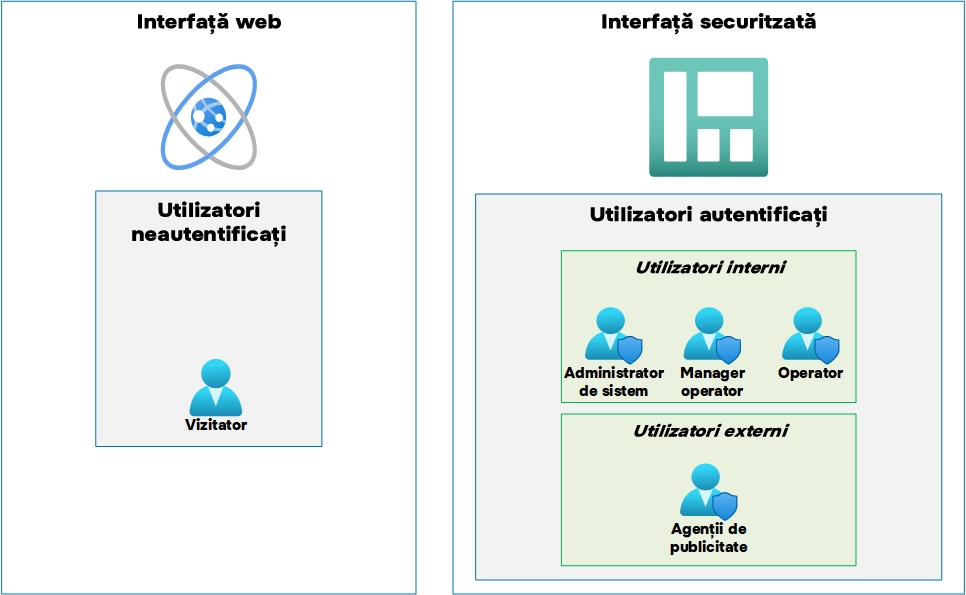 Interfață web
Utilizatori
neautentificați
Vizitator
Interfață securitzată
Utilizatori autentificați
Utilizatori interni
Administrator
de sistem
Manager
operator
Operator
Utilizatori externi
Agenții de
publicitate